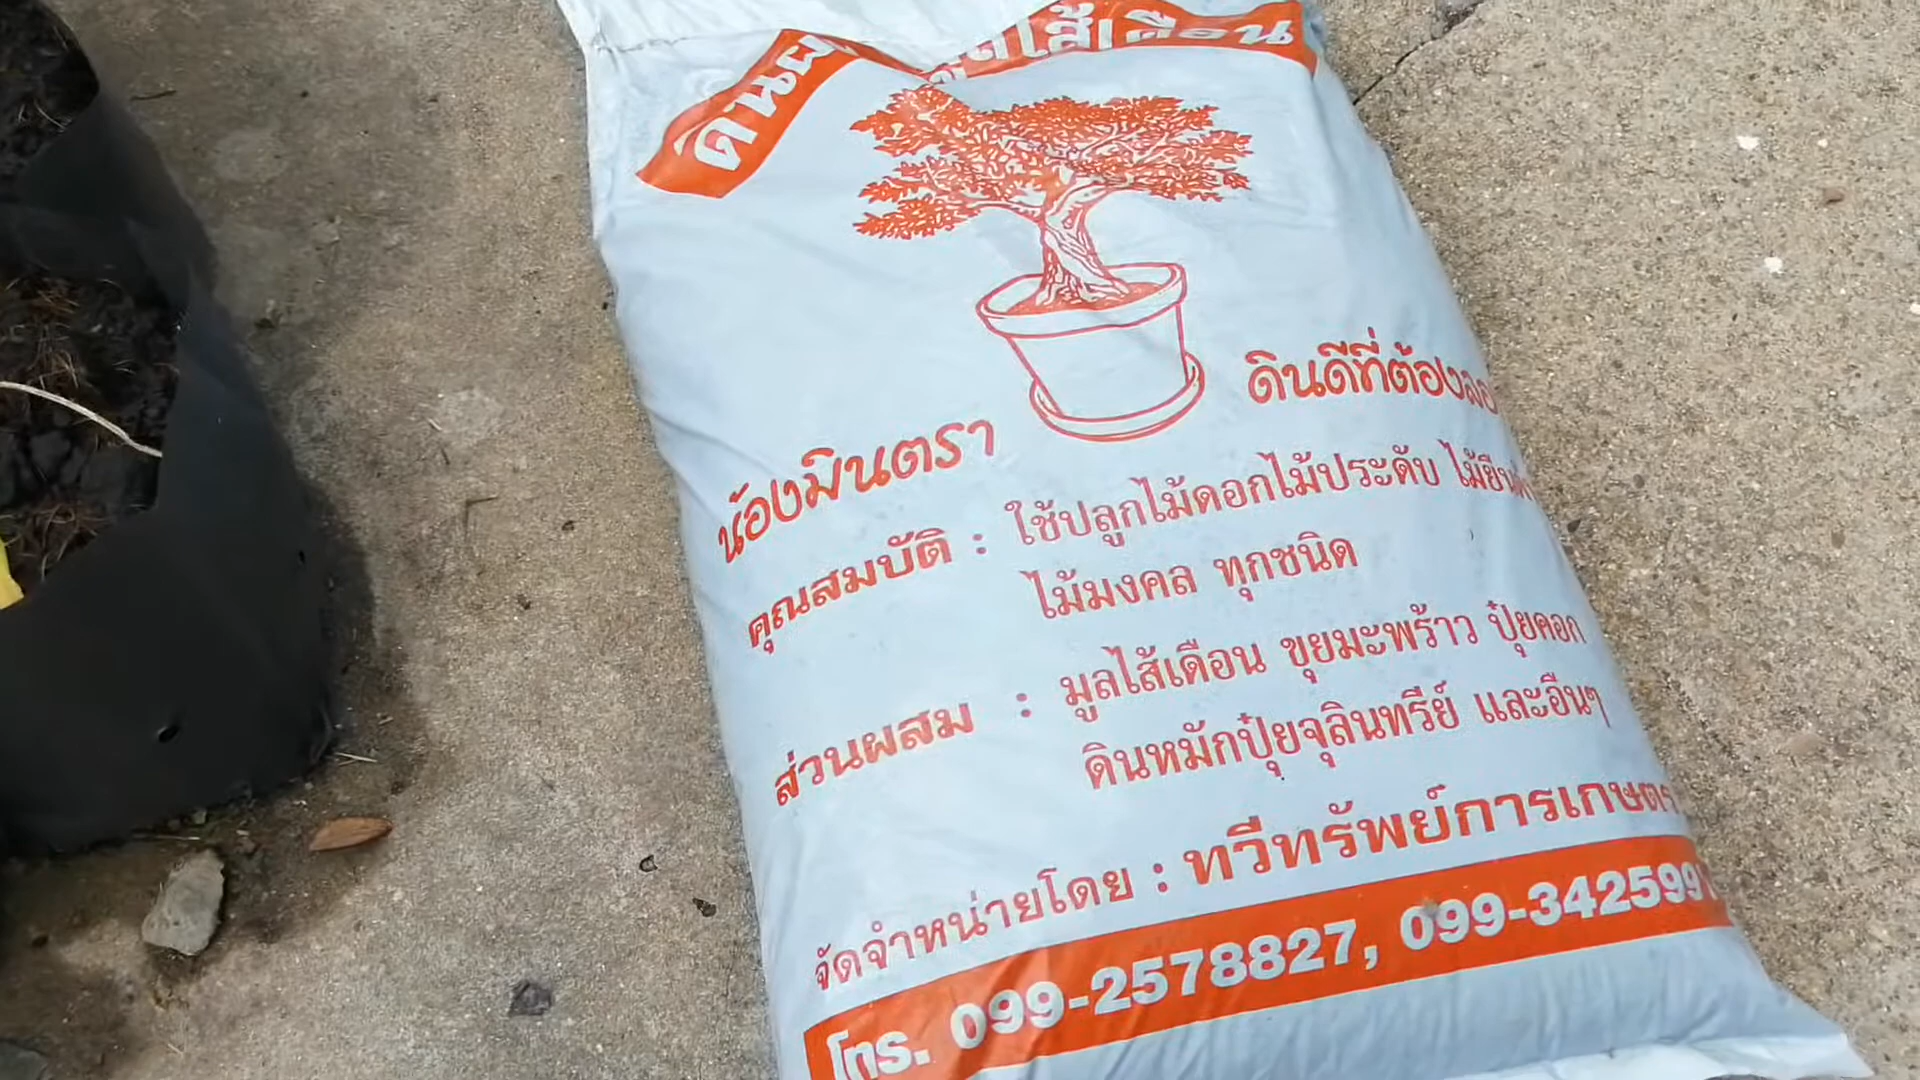 น้องมินตรา
ดินดีที่ต้อง
คุณสมบัติ : ใช้ปลูกไม้ดอกไม้ประดับ
ไม้มงคล ทุกชนิด
ส่วนผสม : มูลไส้เดือน ขุยมะพร้าว ปุ๋ยคอก
ดินหมักปุ๋ยจุลินทรีย์ และอื่นๆ
จัดจำหน่ายโดย : ทวีทรัพย์การเกษตร
โทร. 099-2578827, 099-342599